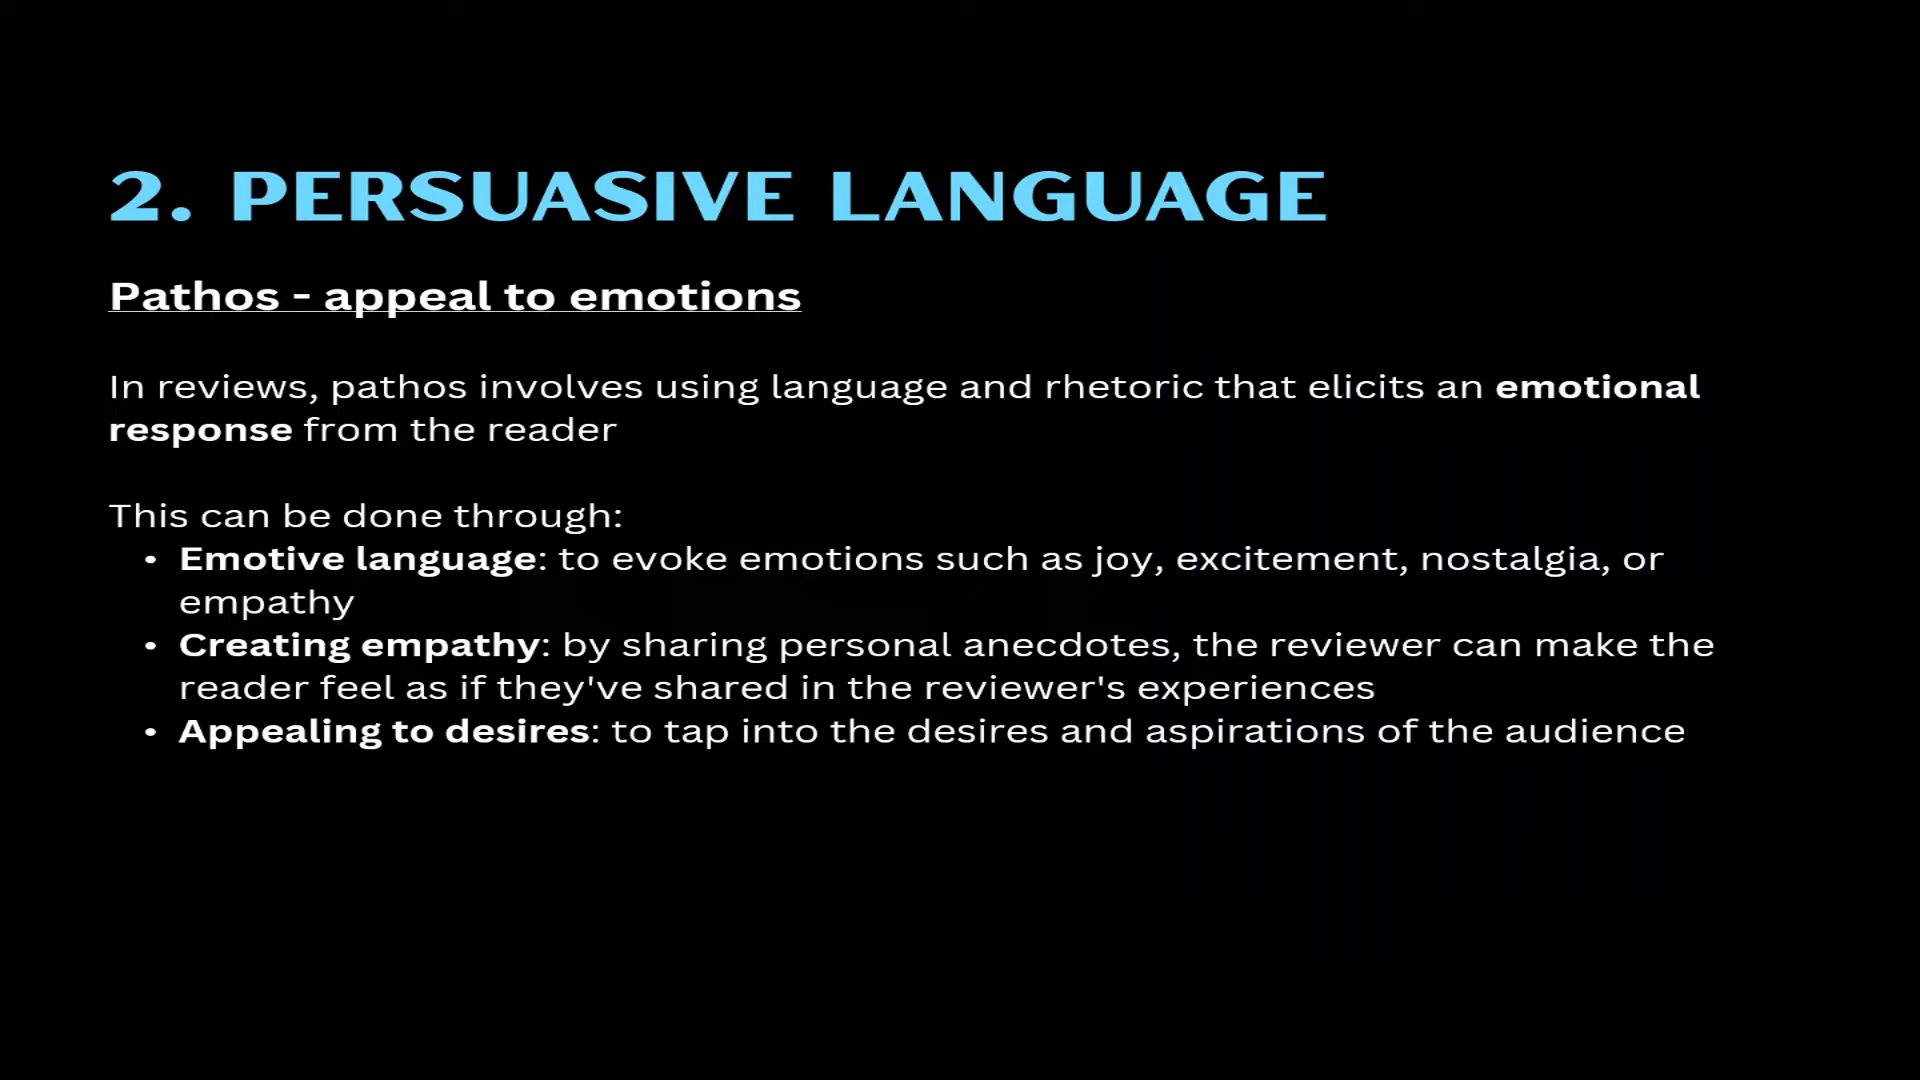 2. PERSUASIVE LANGUAGE
Pathos - appeal to emotions
In reviews, pathos involves using language and rhetoric that elicits an emotional
response from the reader
This can be done through:
• Emotive language: to evoke emotions such as joy, excitement, nostalgia, or
empathy
• Creating empathy: by sharing personal anecdotes, the reviewer can make the
reader feel as if they've shared in the reviewer's experiences
• Appealing to desires: to tap into the desires and aspirations of the audience